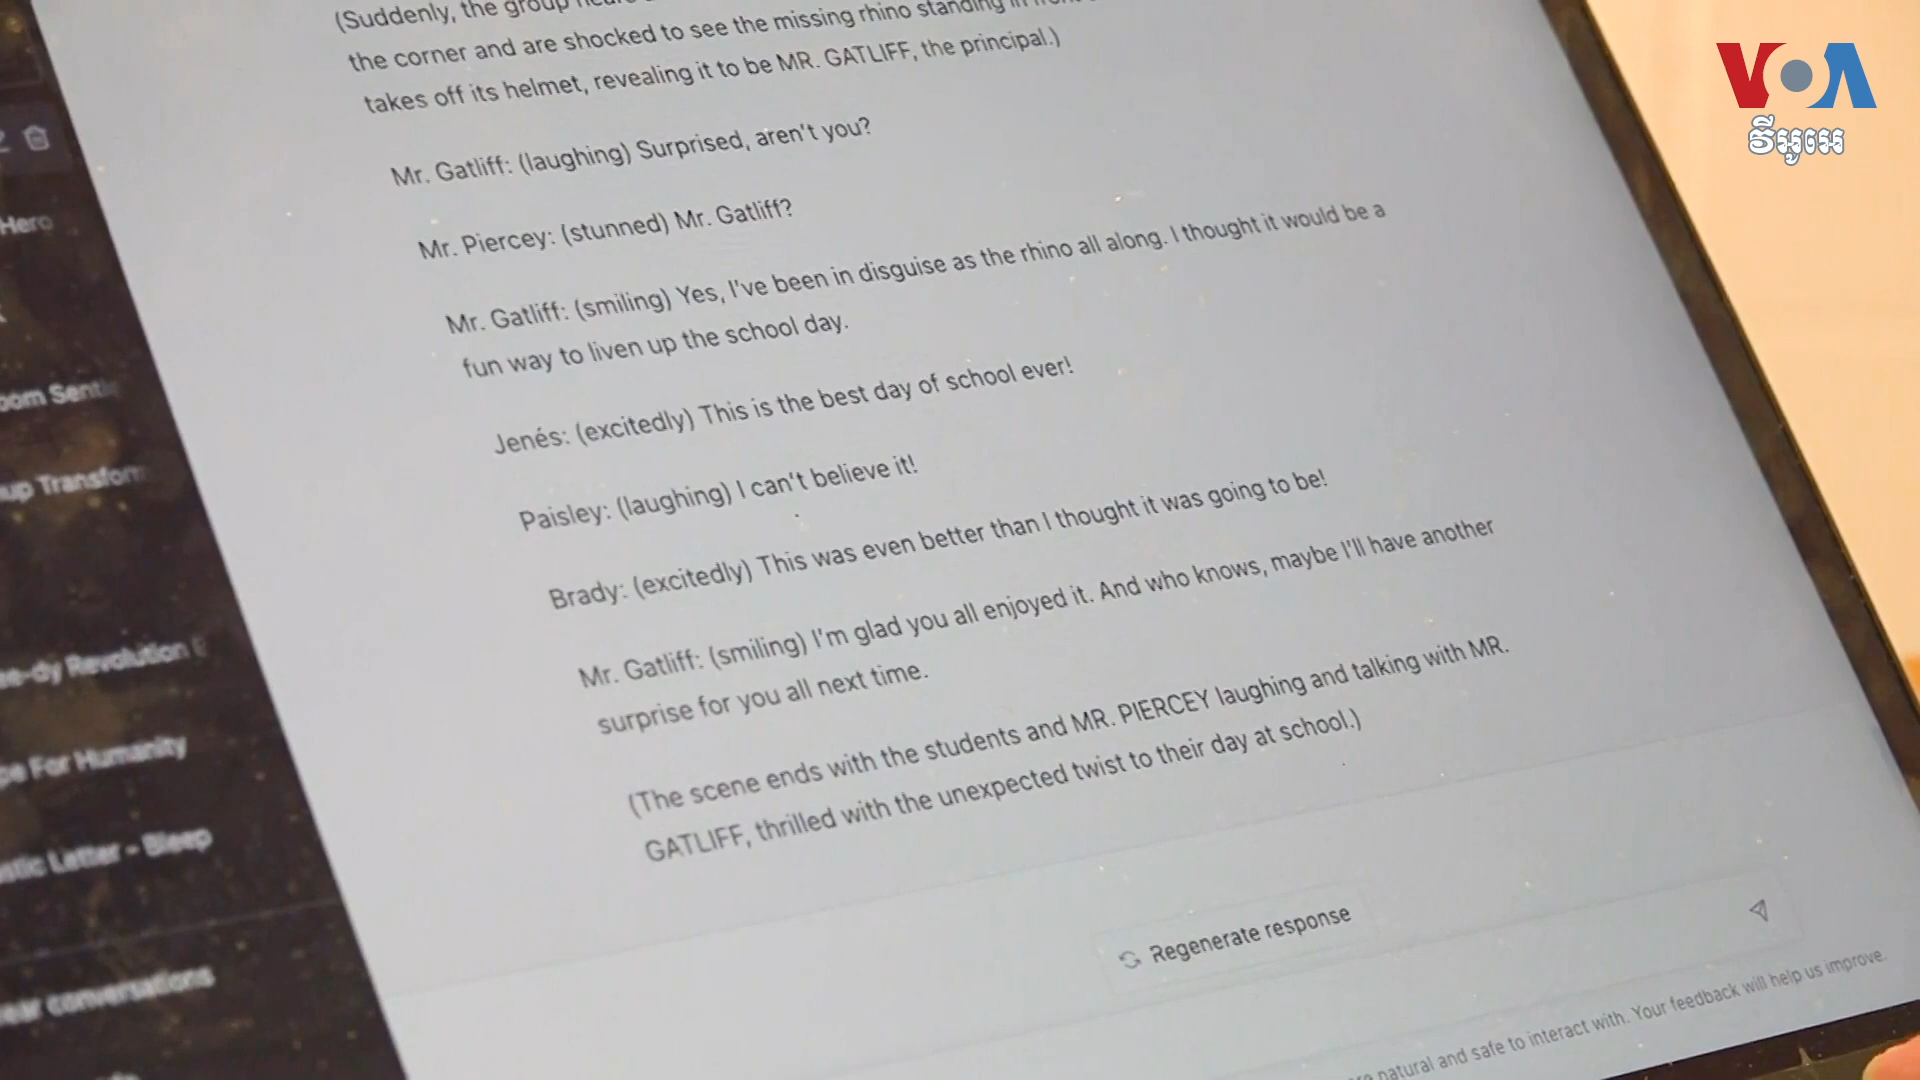 (Suddenly, the group
the corner and are shocked to see the missing rhino standing in
takes off its helmet, revealing it to be MR. GATLIFF, the principal.)
Mr. Gatliff: (laughing) Surprised, aren't you?
Mr. Piercey: (stunned) Mr. Gatliff?
Mr. Gatliff: (smiling) Yes, I've been in disguise as the rhino all along. I thought it would be a
fun way to liven up the school day.
Jenés: (excitedly) This is the best day of school ever!
Paisley: (laughing) I can't believe it!
Brady: (excitedly) This was even better than I thought it was going to be!
Mr. Gatliff: (smiling) I'm glad you all enjoyed it. And who knows, maybe I'll have another
surprise for you all next time.
(The scene ends with the students and MR. PIERCEY laughing and talking with MR.
GATLIFF, thrilled with the unexpected twist to their day at school.)
Regenerate response
natural and safe to interact with. Your feedback will help us improve.
Hero
Revolution
For Humanity
Letter - Bleep
conversations
VOA
វីអូអេ